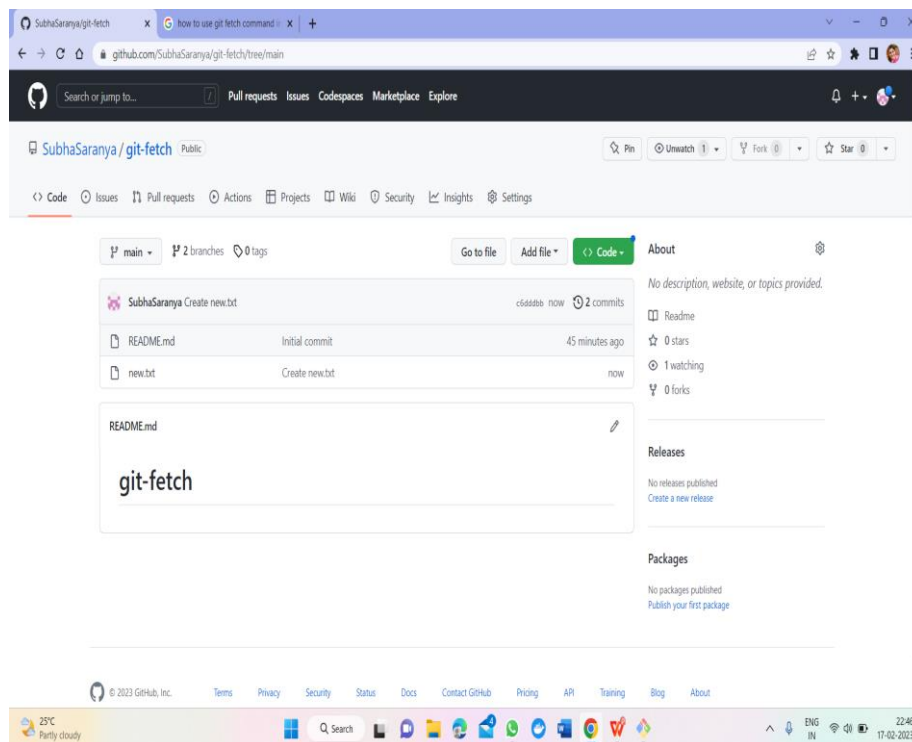 SubhaSaranya/git-fetch
how to use git fetch command i
github.com/SubhaSaranya/git-fetch/tree/main
Search or jump to... / Pull requests Issues Codespaces Marketplace Explore
SubhaSaranya / git-fetch Public
Pin Unwatch 1 Fork 0 Star 0
Code Issues Pull requests Actions Projects Wiki Security Insights Settings
main 2 branches 0 tags Go to file Add file Code
SubhaSaranya Create new.txt c6ddd​bb now 2 commits
README.md Initial commit 45 minutes ago
new.txt Create new.txt now
README.md
git-fetch
About
No description, website, or topics provided.
Readme
0 stars
1 watching
0 forks
Releases
No releases published
Create a new release
Packages
No packages published
Publish your first package
© 2023 GitHub, Inc. Terms Privacy Security Status Docs Contact GitHub Pricing API Training Blog About
25°C
Partly cloudy
Search
ENG
IN
22:46
17-02-2023